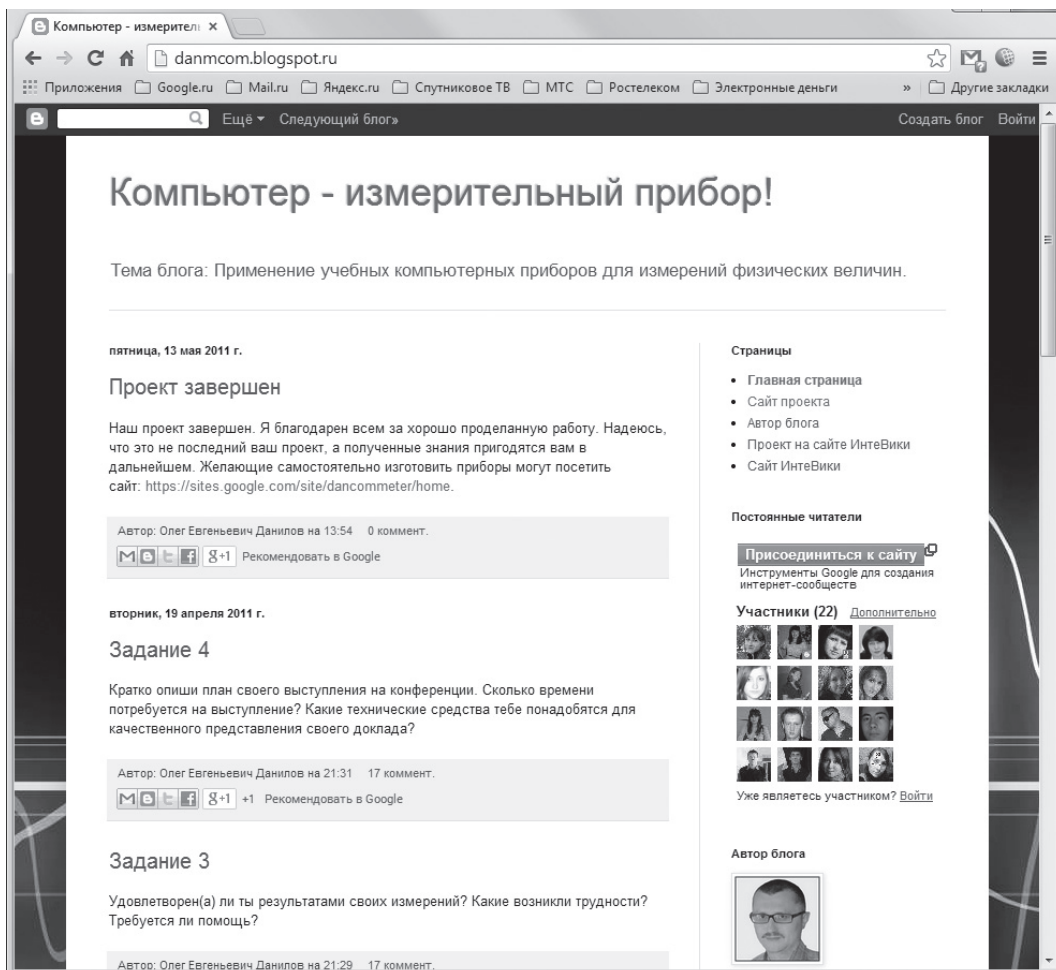 Компьютер - измерител
danmcom.blogspot.ru
Приложения Google.ru Mail.ru Яндекс.ru Спутниковое ТВ МТС Ростелеком Электронные деньги » Другие закладки
Ещё Следующий блог» Создать блог Войти
Компьютер - измерительный прибор!
Тема блога: Применение учебных компьютерных приборов для измерений физических величин.
пятница, 13 мая 2011 г.
Проект завершен
Наш проект завершен. Я благодарен всем за хорошо проделанную работу. Надеюсь,
что это не последний ваш проект, а полученные знания пригодятся вам в
дальнейшем. Желающие самостоятельно изготовить приборы могут посетить
сайт: https://sites.google.com/site/dancommeter/home.
Автор: Олег Евгеньевич Данилов на 13:54 0 коммент.
g+1 Рекомендовать в Google
вторник, 19 апреля 2011 г.
Задание 4
Кратко опиши план своего выступления на конференции. Сколько времени
потребуется на выступление? Какие технические средства тебе понадобятся для
качественного представления своего доклада?
Автор: Олег Евгеньевич Данилов на 21:31 17 коммент.
g+1 +1 Рекомендовать в Google
Задание 3
Удовлетворен(а) ли ты результатами своих измерений? Какие возникли трудности?
Требуется ли помощь?
Автор: Олег Евгеньевич Данилов на 21:29 17 коммент.
Страницы
Главная страница
Сайт проекта
Автор блога
Проект на сайте ИнтеВики
Сайт ИнтеВики
Постоянные читатели
Присоединиться к сайту
Инструменты Google для создания
интернет-сообществ
Участники (22) Дополнительно
Уже являетесь участником? Войти
Автор блога